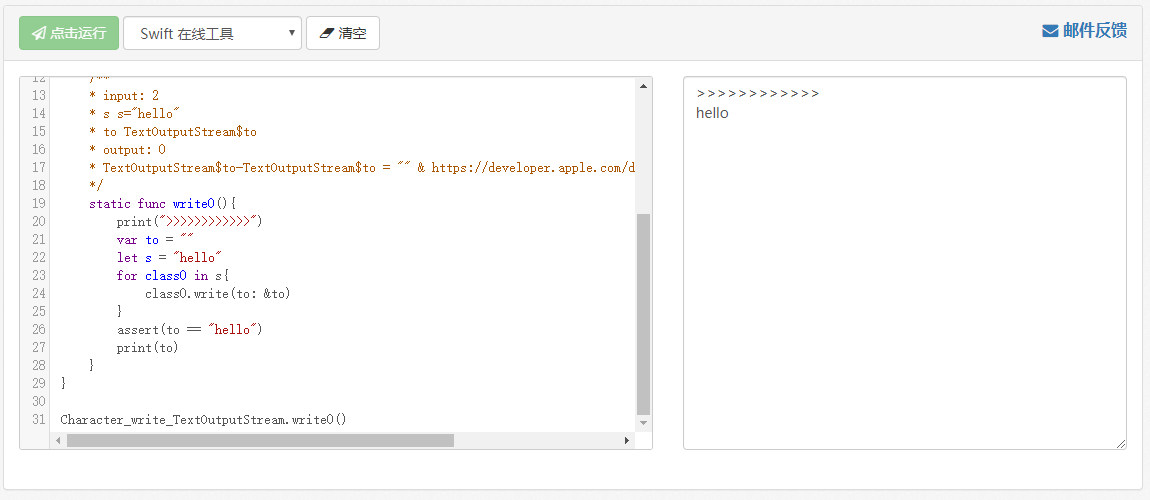 点击运行 Swift 在线工具 清空 邮件反馈
12 /**
13 * input: 2
14 * s s="hello"
15 * to TextOutputStream$to
16 * output: 0
17 * TextOutputStream$to-TextOutputStream$to = "" & https://developer.apple.com/d
18 */
19 static func write0(){
20 print(">>>>>>>>>>>>")
21 var to = ""
22 let s = "hello"
23 for class0 in s{
24 class0.write(to: &to)
25 }
26 assert(to == "hello")
27 print(to)
28 }
29 }
30
31 Character_write_TextOutputStream.write0()
>>>>>>>>>>>>
hello